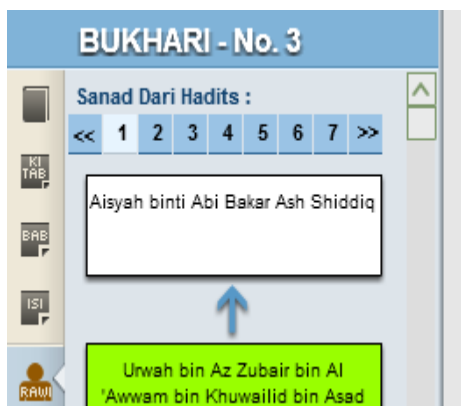 BUKHARI - No. 3
Sanad Dari Hadits :
<< 1 2 3 4 5 6 7 >>
KI
TAB
Aisyah binti Abi Bakar Ash Shiddiq
BAB
ISI
Urwah bin Az Zubair bin Al
'Awwam bin Khuwailid bin Asad
RAWI